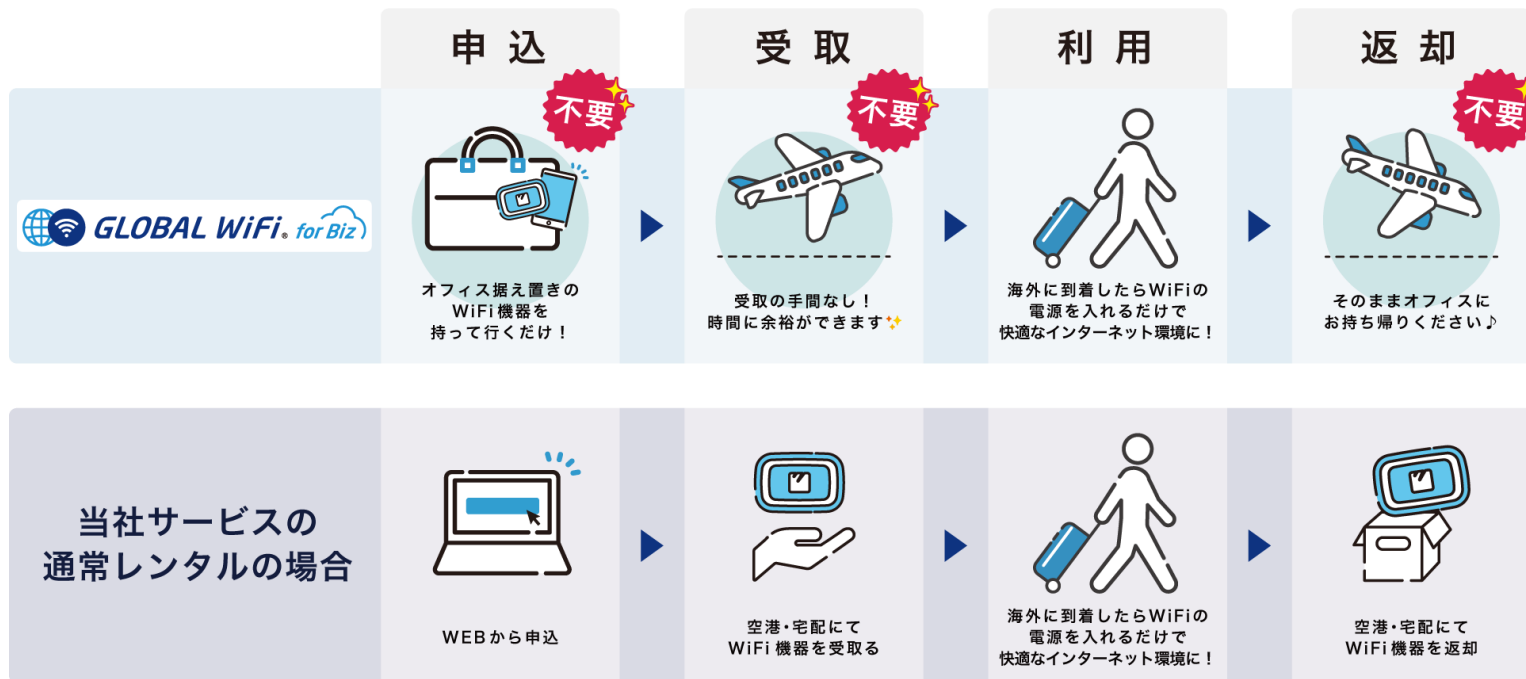 申込
受取
利用
返却
不要
不要
不要
GLOBAL WiFi® for Biz
オフィス据え置きの
WiFi機器を
持って行くだけ！
受取の手間なし！
時間に余裕ができます✨
海外に到着したらWiFiの
電源を入れるだけで
快適なインターネット環境に！
そのままオフィスに
お持ち帰りください♪
当社サービスの
通常レンタルの場合
WEBから申込
空港・宅配にて
WiFi機器を受取る
海外に到着したらWiFiの
電源を入れるだけで
快適なインターネット環境に！
空港・宅配にて
WiFi機器を返却